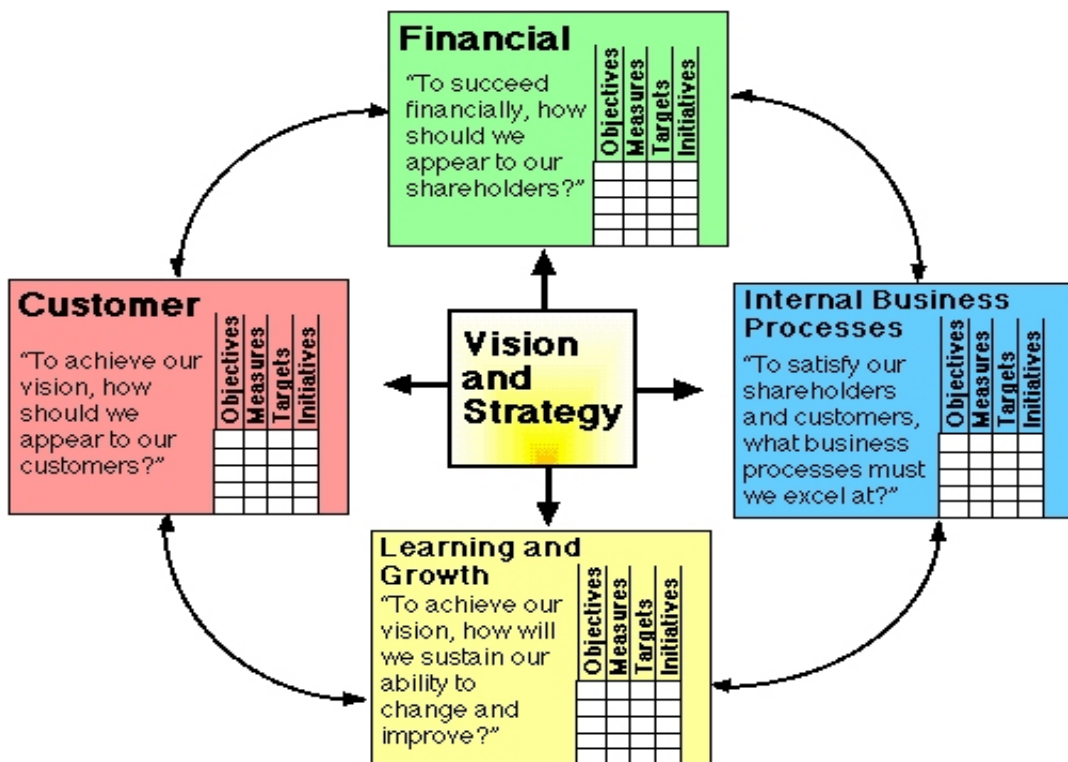 Financial
“To succeed
financially, how
should we
appear to our
shareholders?”
Objectives
Measures
Targets
Initiatives
Customer
“To achieve our
vision, how
should we
appear to our
customers?”
Objectives
Measures
Targets
Initiatives
Vision
and
Strategy
Internal Business
Processes
“To satisfy our
shareholders
and customers,
what business
processes must
we excel at?”
Objectives
Measures
Targets
Initiatives
Learning and
Growth
“To achieve our
vision, how will
we sustain our
ability to
change and
improve?”
Objectives
Measures
Targets
Initiatives